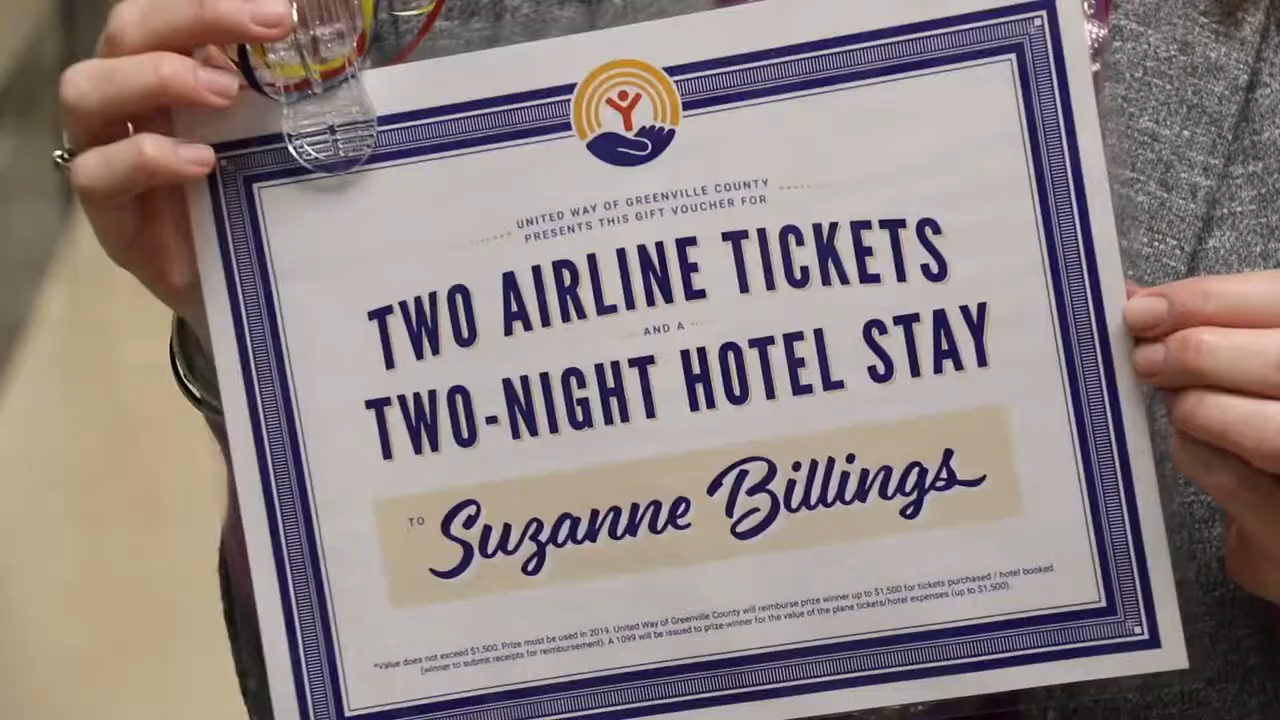 UNITED WAY OF GREENVILLE COUNTY
PRESENTS THIS GIFT VOUCHER FOR
TWO AIRLINE TICKETS
AND A
TWO-NIGHT HOTEL STAY
TO Suzanne Billings
*Value does not exceed $1,500. Prize must be used in 2019. United Way of Greenville County will reimburse prize winner up to $1,500 for tickets purchased / hotel booked.
(winner to submit receipts for reimbursement). A 1099 will be issued to prize-winner for the value of the plane tickets/hotel expenses (up to $1,500).